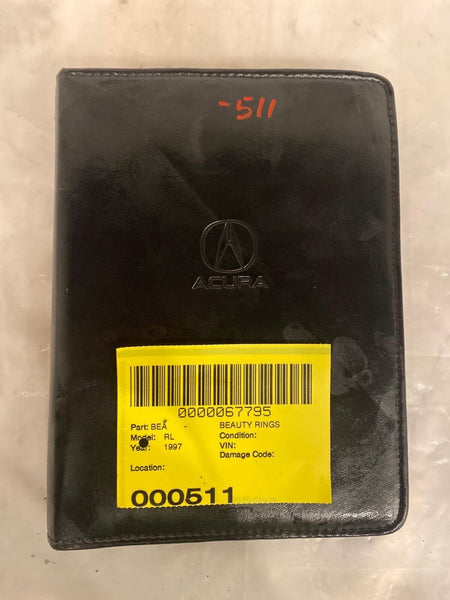 -511
ACURA
0000067795
Part: BEA - BEAUTY RINGS
Model: RL Condition:
Year: 1997 VIN:
Damage Code:
Location:
000511